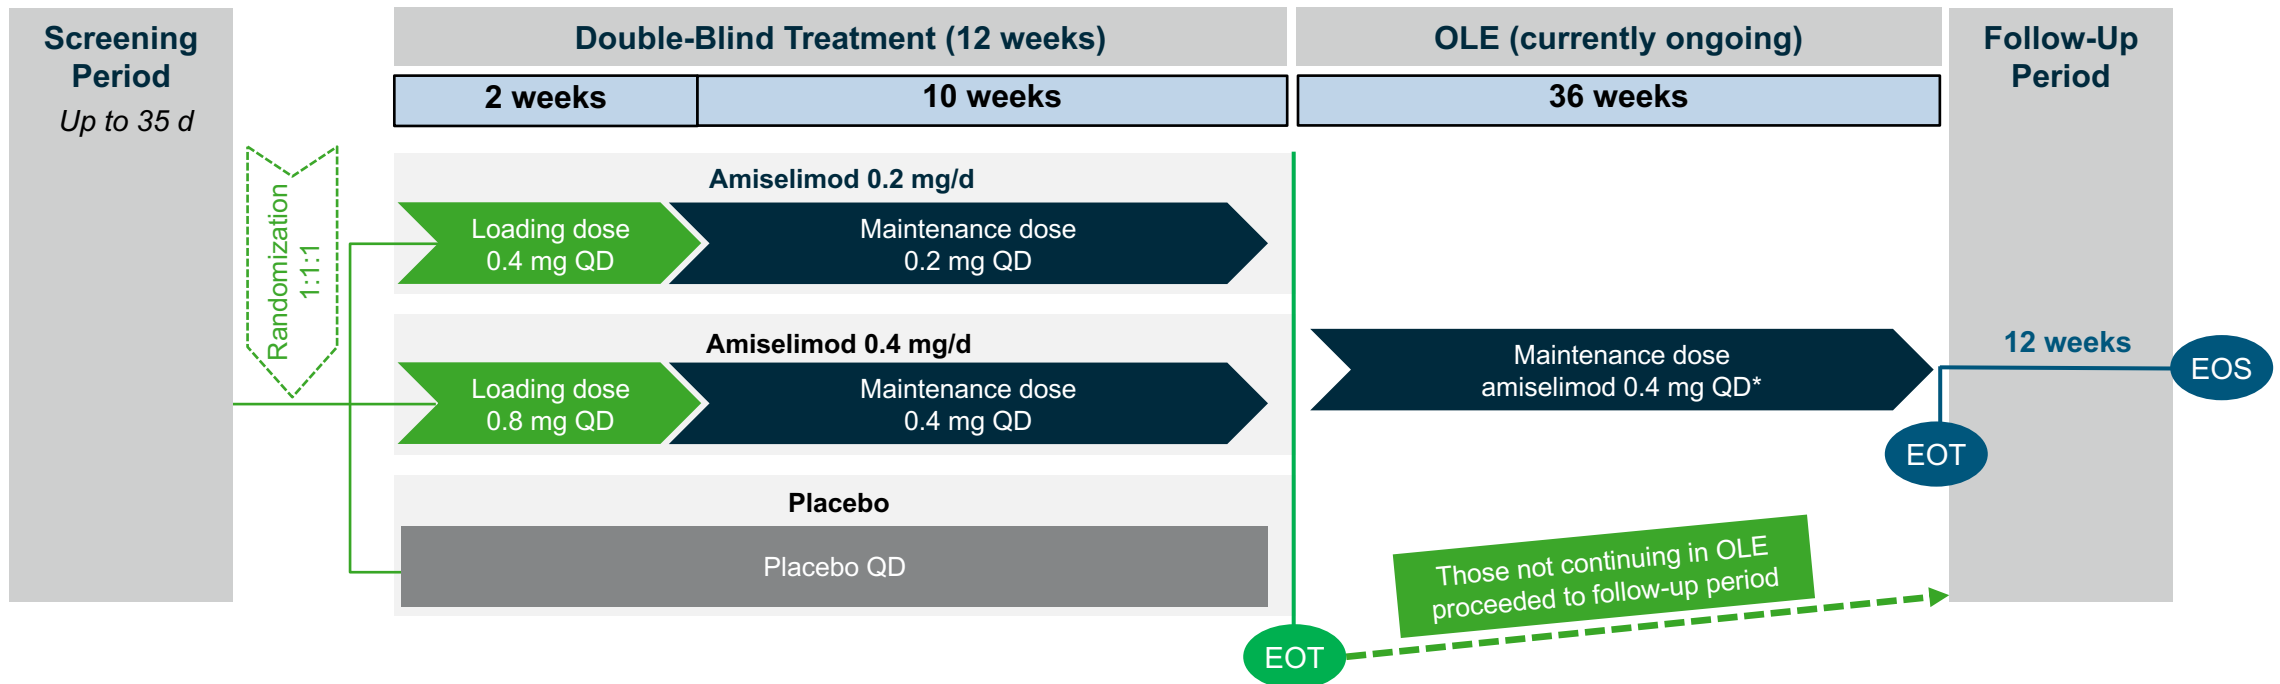 Screening
Period
Up to 35 d
Double-Blind Treatment (12 weeks)
OLE (currently ongoing)
Follow-Up
Period
2 weeks
10 weeks
36 weeks
Randomization
1:1:1
Amiselimod 0.2 mg/d
Loading dose
0.4 mg QD
Maintenance dose
0.2 mg QD
Amiselimod 0.4 mg/d
Loading dose
0.8 mg QD
Maintenance dose
0.4 mg QD
Maintenance dose
amiselimod 0.4 mg QD*
12 weeks
EOS
EOT
Placebo
Placebo QD
Those not continuing in OLE
proceeded to follow-up period
EOT